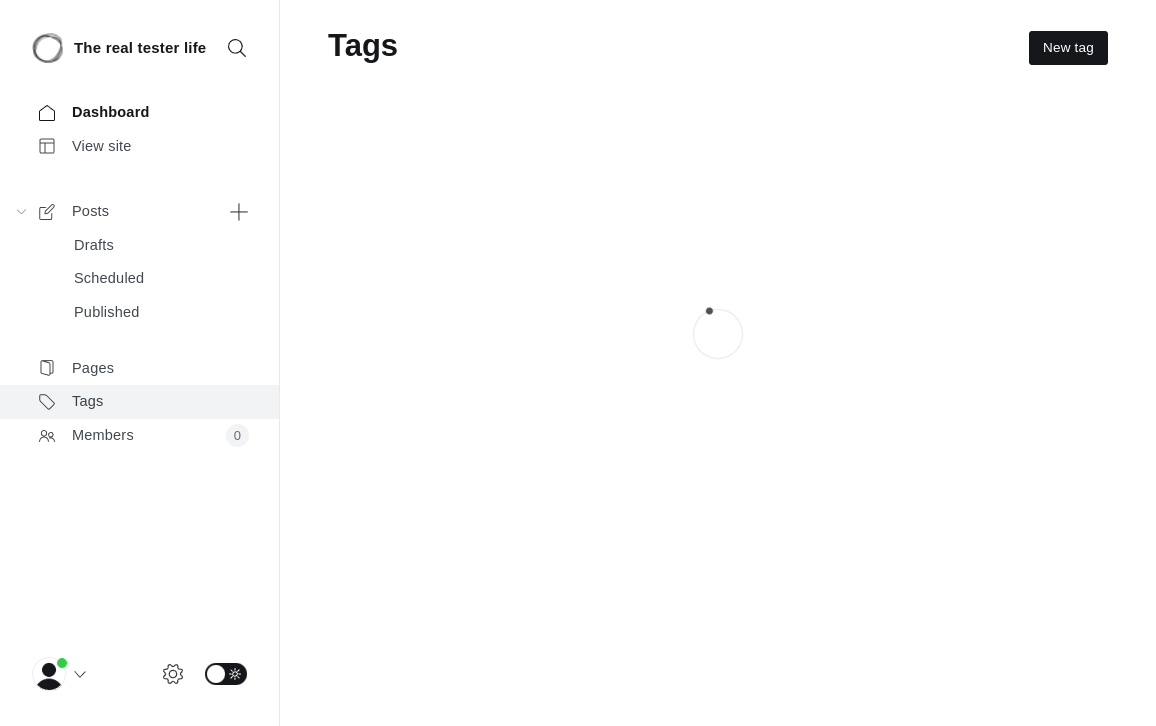 The real tester life
Tags
New tag
Dashboard
View site
Posts
Drafts
Scheduled
Published
Pages
Tags
Members
0